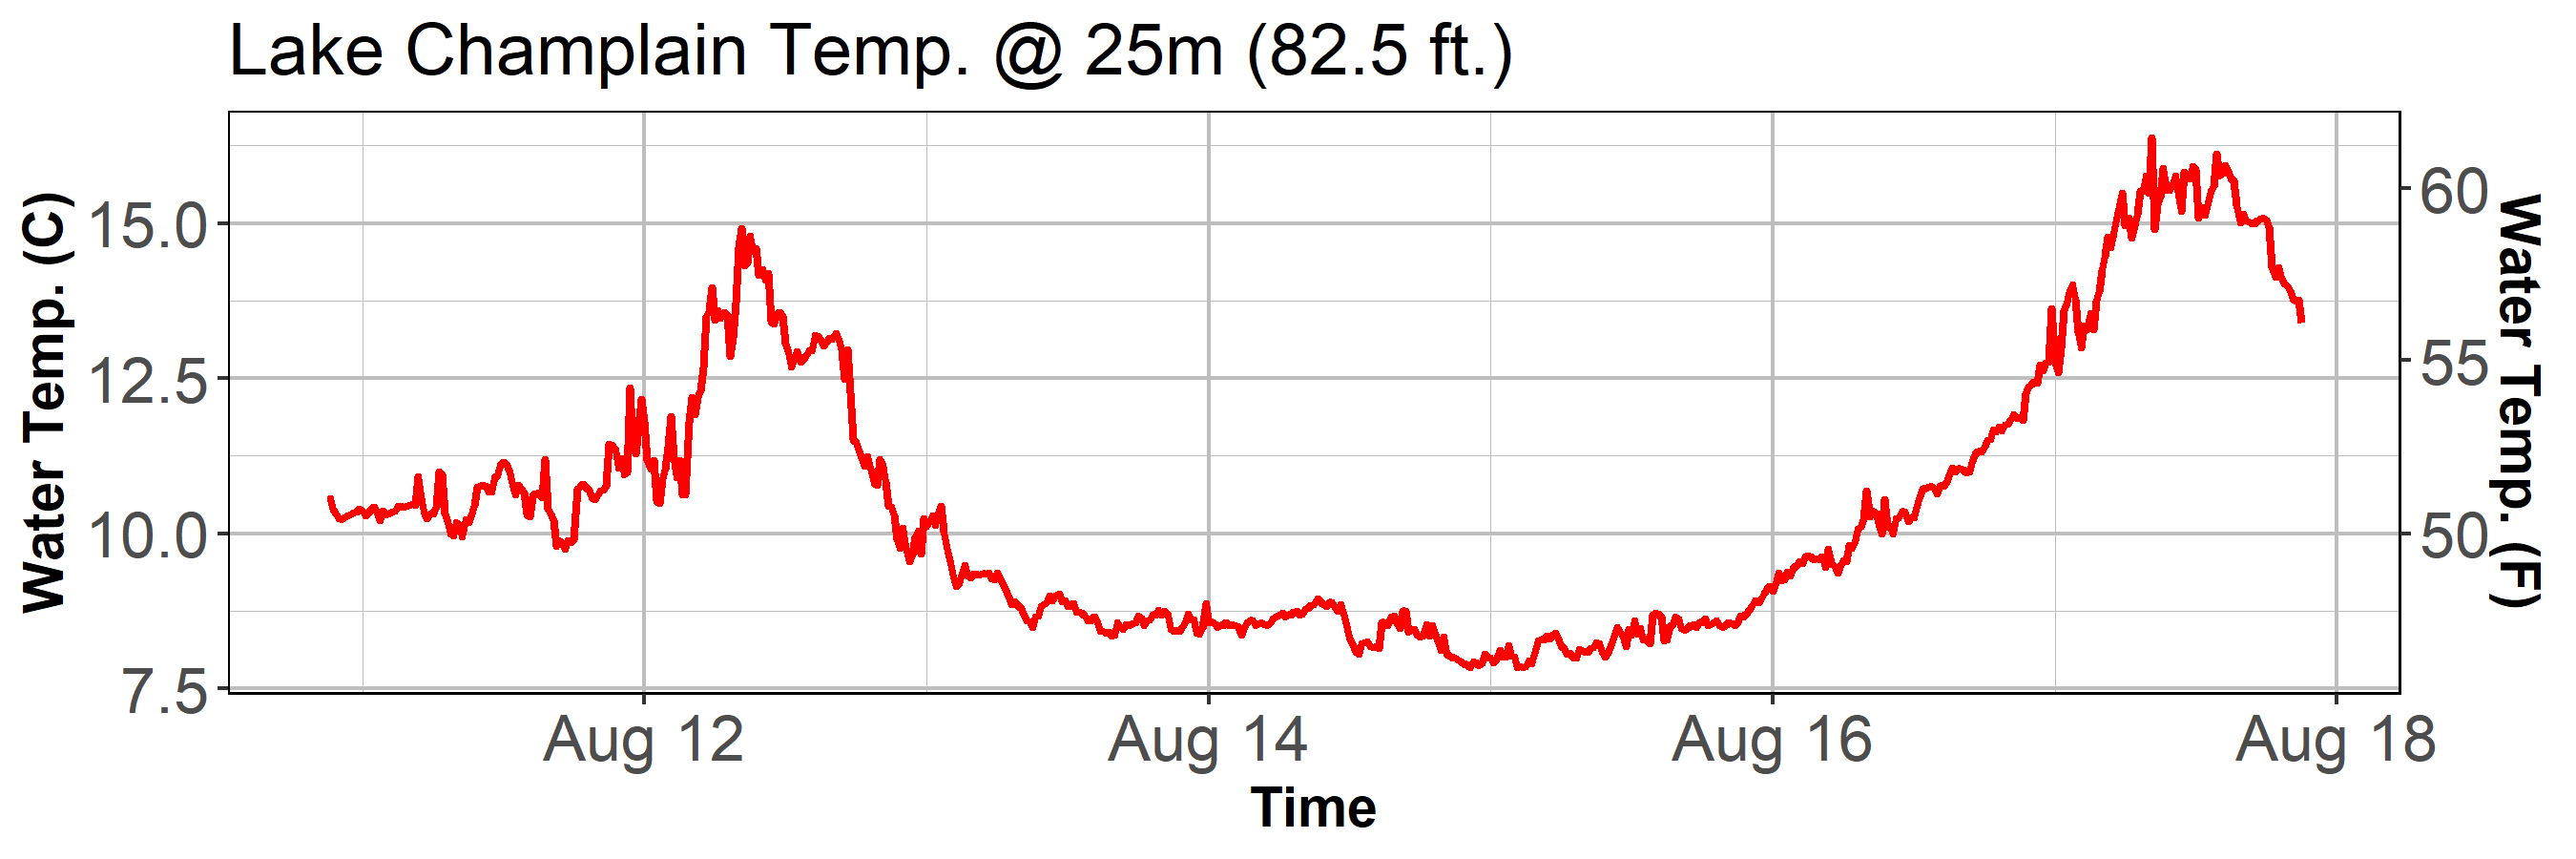 Lake Champlain Temp. @ 25m (82.5 ft.)
Water Temp. (C)
15.0
12.5
10.0
7.5
60
55
50
Water Temp. (F)
Aug 12 Aug 14 Aug 16 Aug 18
Time